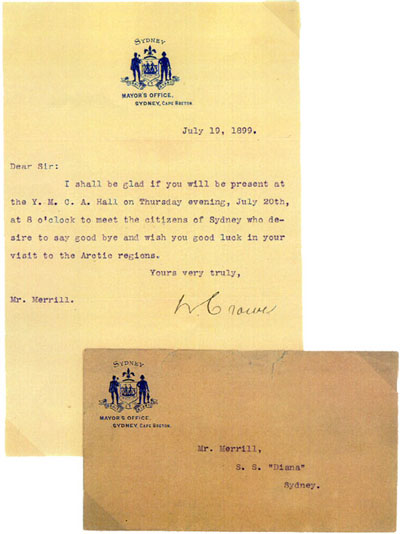 SYDNEY
MAYOR'S OFFICE,
SYDNEY, CAPE BRETON.
July 19, 1899.
Dear Sir:
I shall be glad if you will be present at
the Y. M. C. A. Hall on Thursday evening, July 20th,
at 8 o'clock to meet the citizens of Sydney who de-
sire to say good bye and wish you good luck in your
visit to the Arctic regions.
Yours very truly,
Mr. Merrill.
W. Crowe
SYDNEY
MAYOR'S OFFICE,
SYDNEY, CAPE BRETON.
Mr. Merrill,
S. S. "Diana"
Sydney.